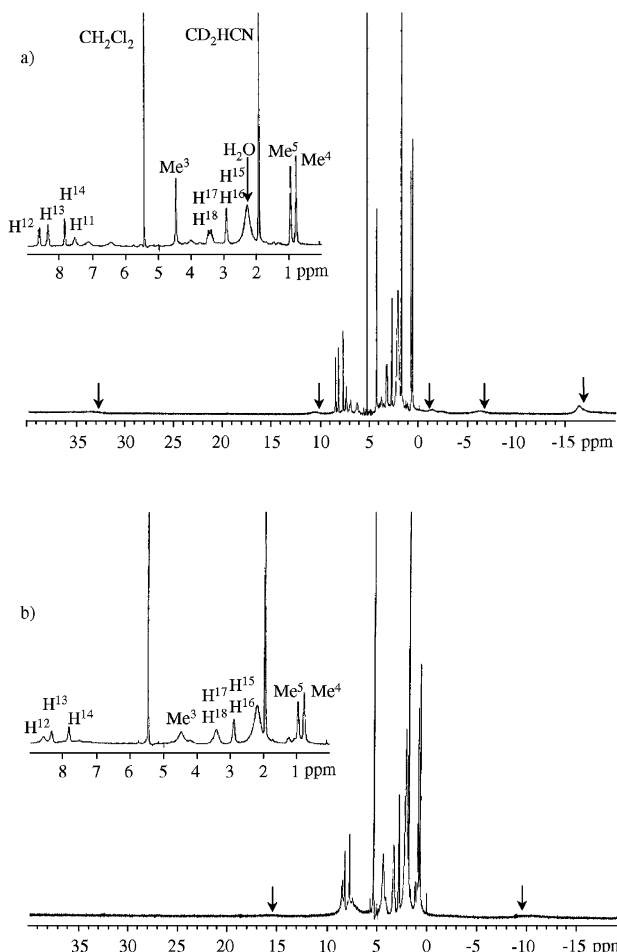 a)
CH₂Cl₂
CD₂HCN
Me³
H₂O
Me⁵
Me⁴
H¹⁵
H¹⁴
H¹⁷
H¹⁶
H¹²
H¹³
H¹¹
H¹⁸
8 7 6 5 4 3 2 1 ppm
35 30 25 20 15 10 5 0 -5 -10 -15 ppm
b)
H¹⁷ H¹⁵
Me⁵
Me⁴
H¹³
H¹²
H¹⁴
Me³
H¹⁸ H¹⁶
8 7 6 5 4 3 2 1 ppm
35 30 25 20 15 10 5 0 -5 -10 -15 ppm